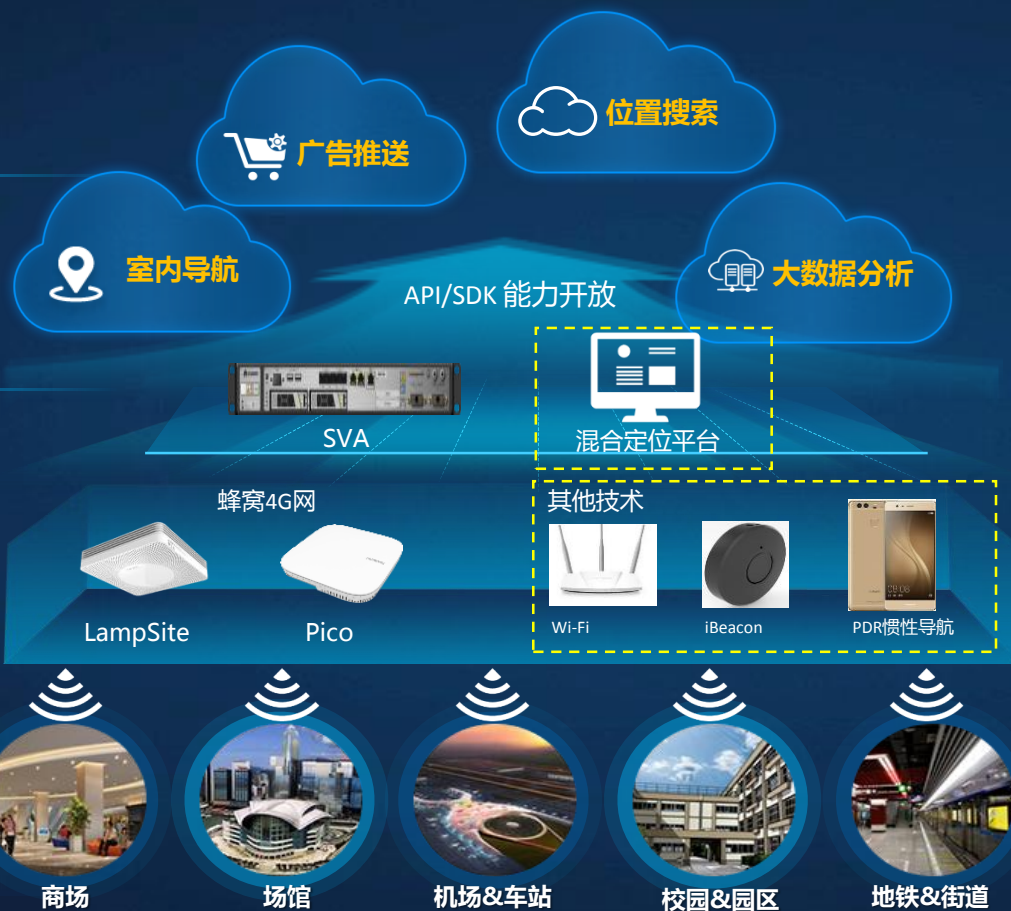 位置搜索
广告推送
室内导航
大数据分析
API/SDK 能力开放
SVA
混合定位平台
蜂窝4G网
其他技术
LampSite
Pico
Wi-Fi
iBeacon
PDR惯性导航
08:08
商场
场馆
机场&车站
校园&园区
地铁&街道